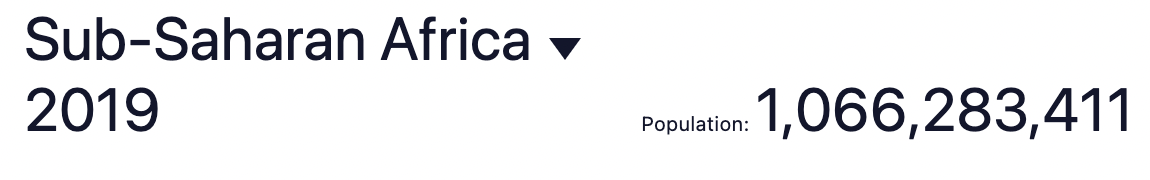 Sub-Saharan Africa
2019
Population: 1,066,283,411